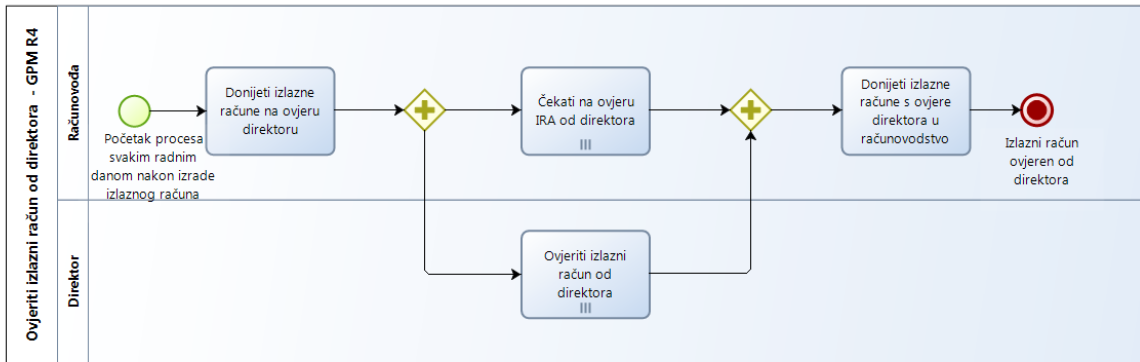 Ovjeriti izlazni račun od direktora - GPM R4
Računovođa
Početak procesa
svakim radnim
danom nakon izrade
izlaznog računa
Donijeti izlazne
račune na ovjeru
direktoru
Čekati na ovjeru
IRA od direktora
Donijeti izlazne
račune s ovjere
direktora u
računovodstvo
Izlazni račun
ovjeren od
direktora
Direktor
Ovjeriti izlazni
račun od
direktora